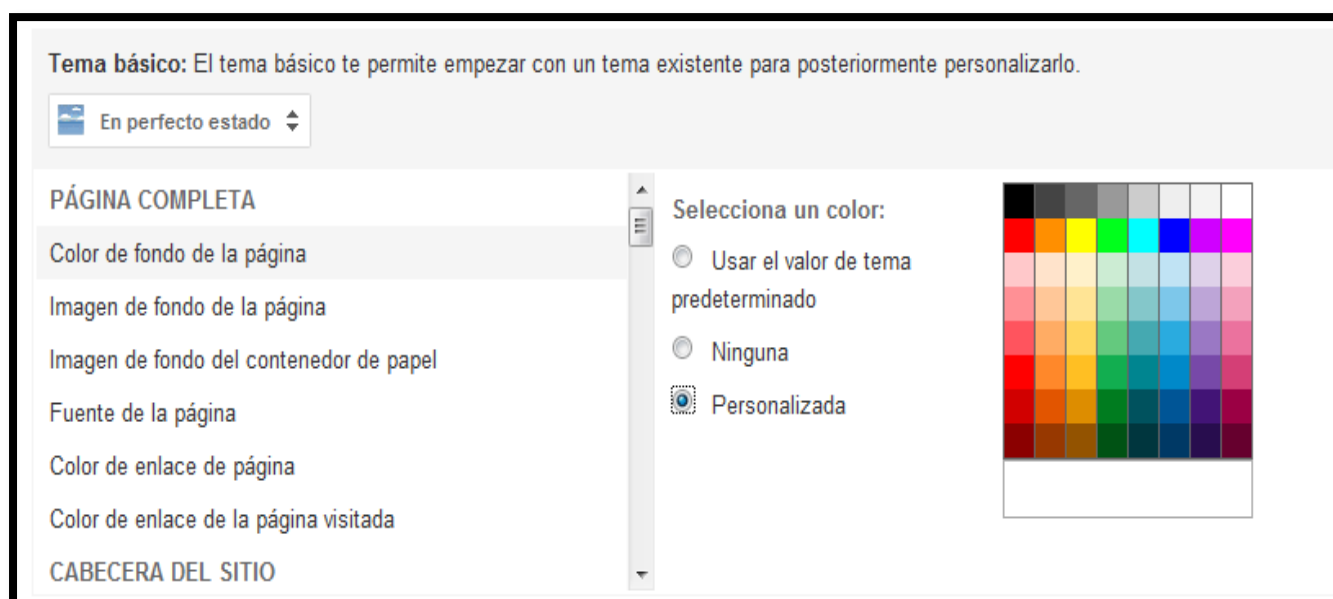 Tema básico: El tema básico te permite empezar con un tema existente para posteriormente personalizarlo.
En perfecto estado
PÁGINA COMPLETA
Color de fondo de la página
Imagen de fondo de la página
Imagen de fondo del contenedor de papel
Fuente de la página
Color de enlace de página
Color de enlace de la página visitada
CABECERA DEL SITIO
Selecciona un color:
Usar el valor de tema
predeterminado
Ninguna
Personalizada